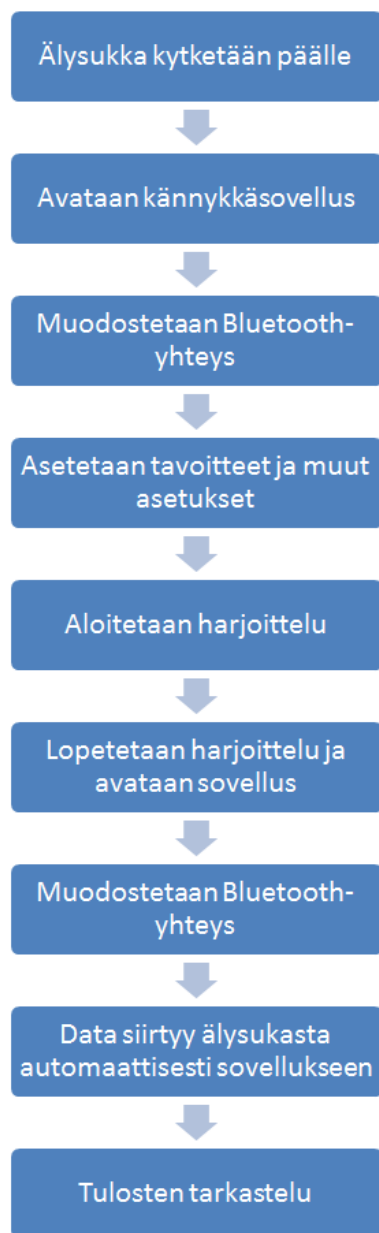 Älysukka kytketään päälle
Avataan kännykkäsovellus
Muodostetaan Bluetooth-
yhteys
Asetetaan tavoitteet ja muut
asetukset
Aloitetaan harjoittelu
Lopetetaan harjoittelu ja
avataan sovellus
Muodostetaan Bluetooth-
yhteys
Data siirtyy älysukasta
automaattisesti sovellukseen
Tulosten tarkastelu